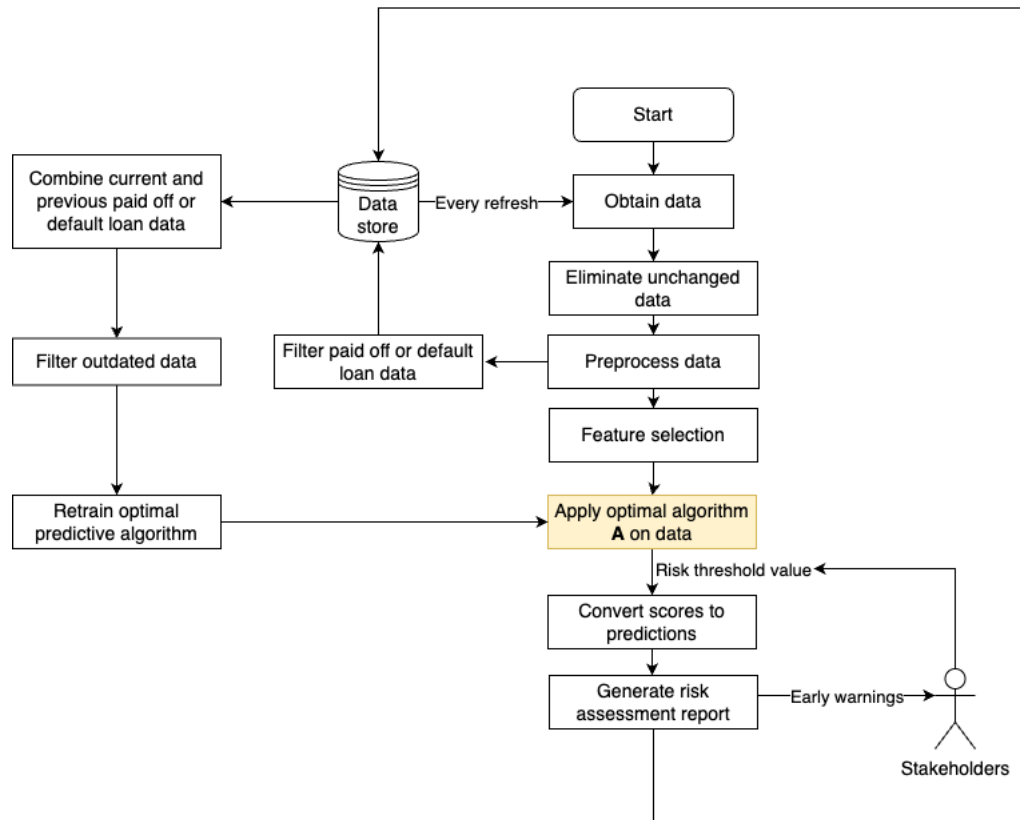 Start
Combine current and
previous paid off or
default loan data
Data
store
Every refresh
Obtain data
Eliminate unchanged
data
Filter outdated data
Filter paid off or default
loan data
Preprocess data
Feature selection
Retrain optimal
predictive algorithm
Apply optimal algorithm
A on data
Risk threshold value
Convert scores to
predictions
Generate risk
assessment report
Early warnings
Stakeholders